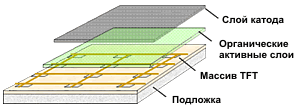 Слой катода
Органические
активные слои
Массив TFT
Подложка